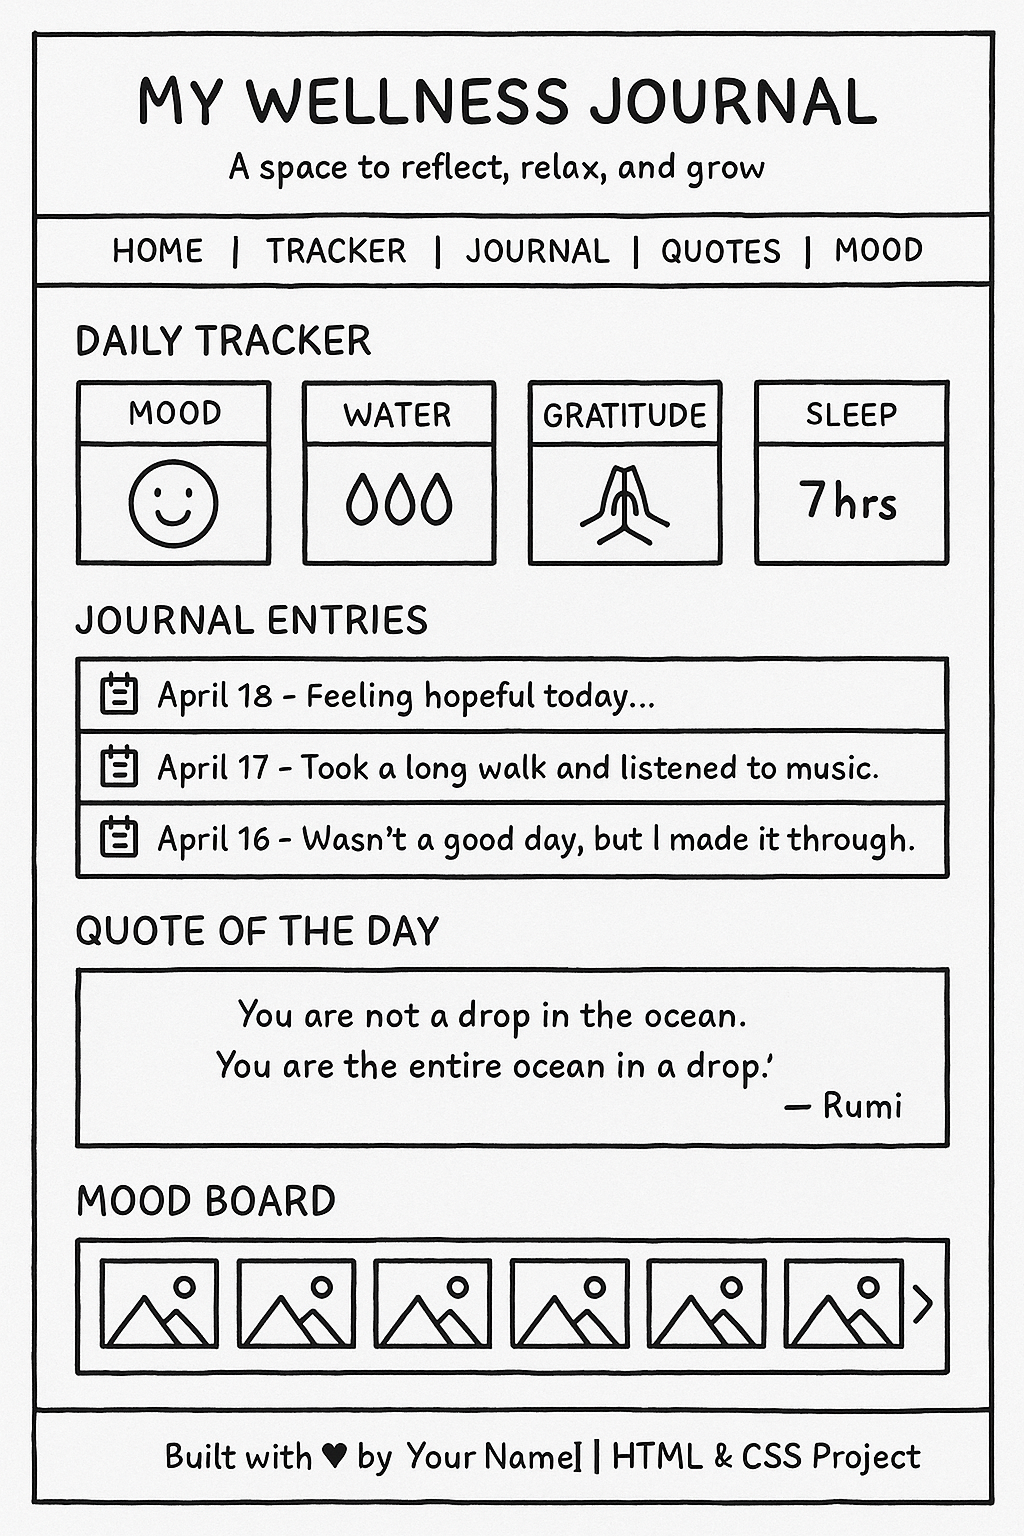 MY WELLNESS JOURNAL
A space to reflect, relax, and grow
HOME | TRACKER | JOURNAL | QUOTES | MOOD
DAILY TRACKER
MOOD
WATER
GRATITUDE
SLEEP
7 hrs
JOURNAL ENTRIES
April 18 - Feeling hopeful today...
April 17 - Took a long walk and listened to music.
April 16 - Wasn't a good day, but I made it through.
QUOTE OF THE DAY
You are not a drop in the ocean.
You are the entire ocean in a drop.'
— Rumi
MOOD BOARD
Built with ♥ by Your NameI | HTML & CSS Project